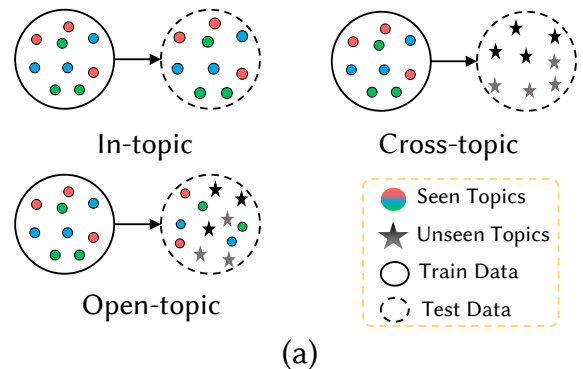 In-topic
Cross-topic
Open-topic
Seen Topics
Unseen Topics
Train Data
Test Data
(a)